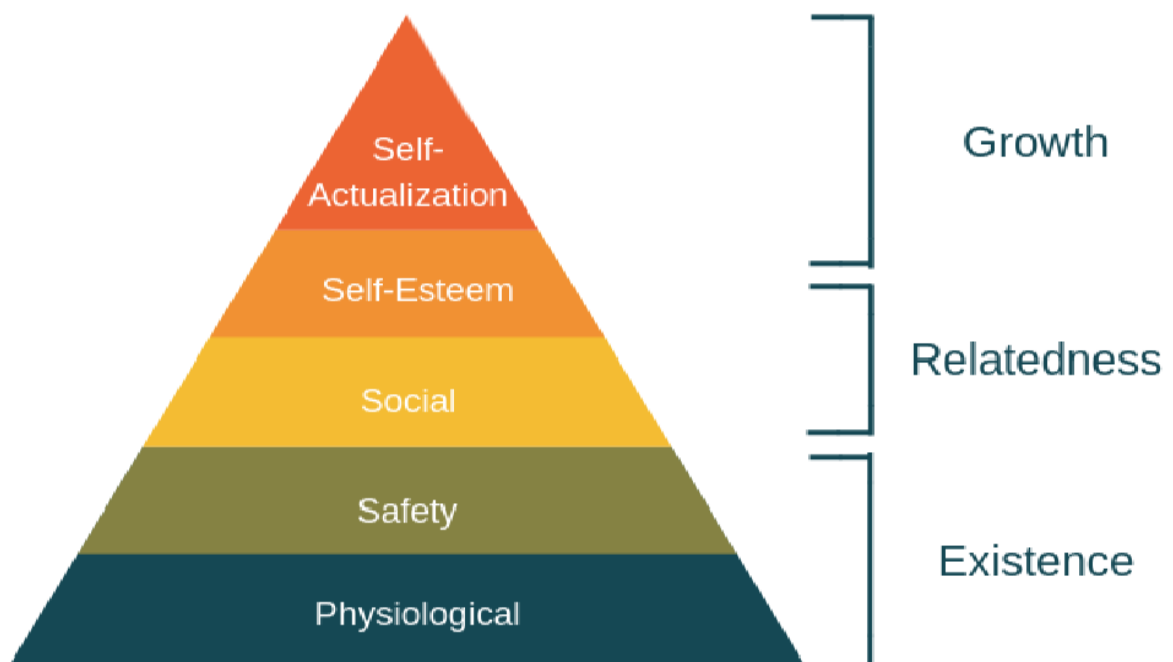 Self-
Actualization
Growth
Self-Esteem
Relatedness
Social
Safety
Existence
Physiological